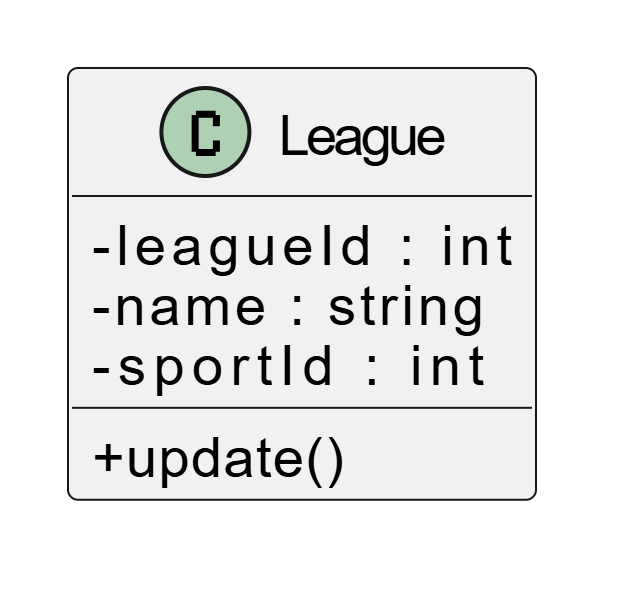 C League
-leagueId : int
-name : string
-sportId : int
+update()